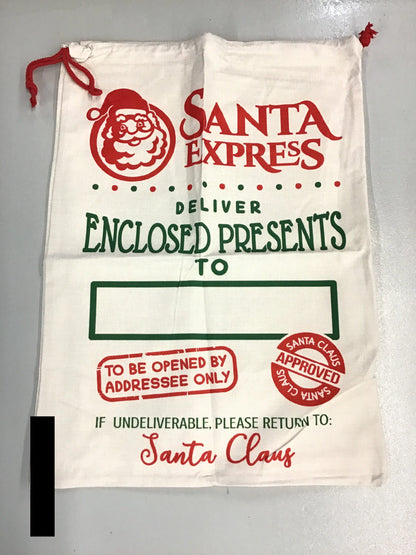 SANTA
EXPRESS
DELIVER
ENCLOSED PRESENTS
TO
TO BE OPENED BY
ADDRESSEE ONLY
SANTA CLAUS
APPROVED
SANTA CLAUS
IF UNDELIVERABLE, PLEASE RETURN TO:
Santa Claus